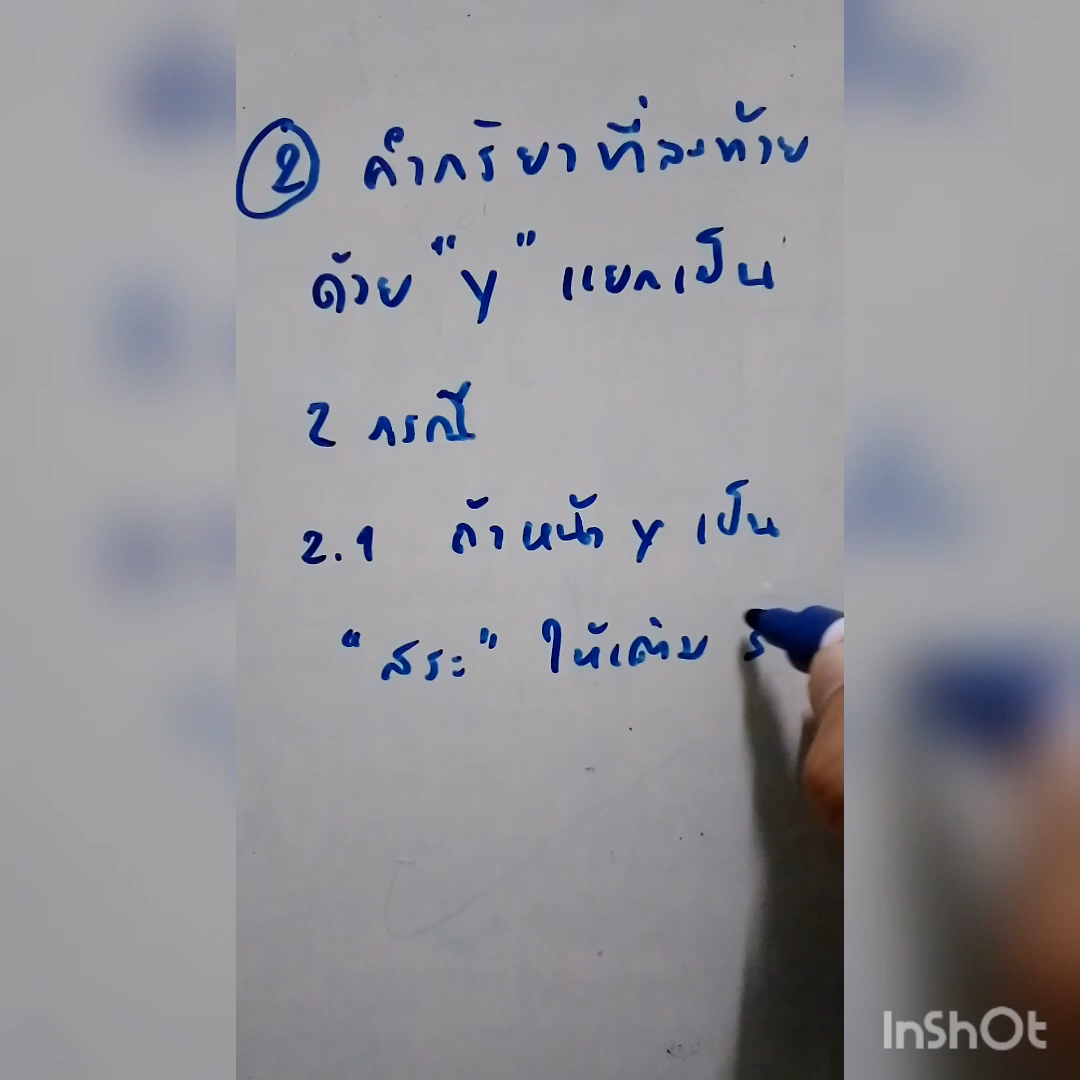 2 คำกริยาที่ลงท้าย
ด้วย "y" แยกเป็น
2 กรณี
2.1 ถ้าหน้า y เป็น
"สระ" ให้เติม s
InShOt